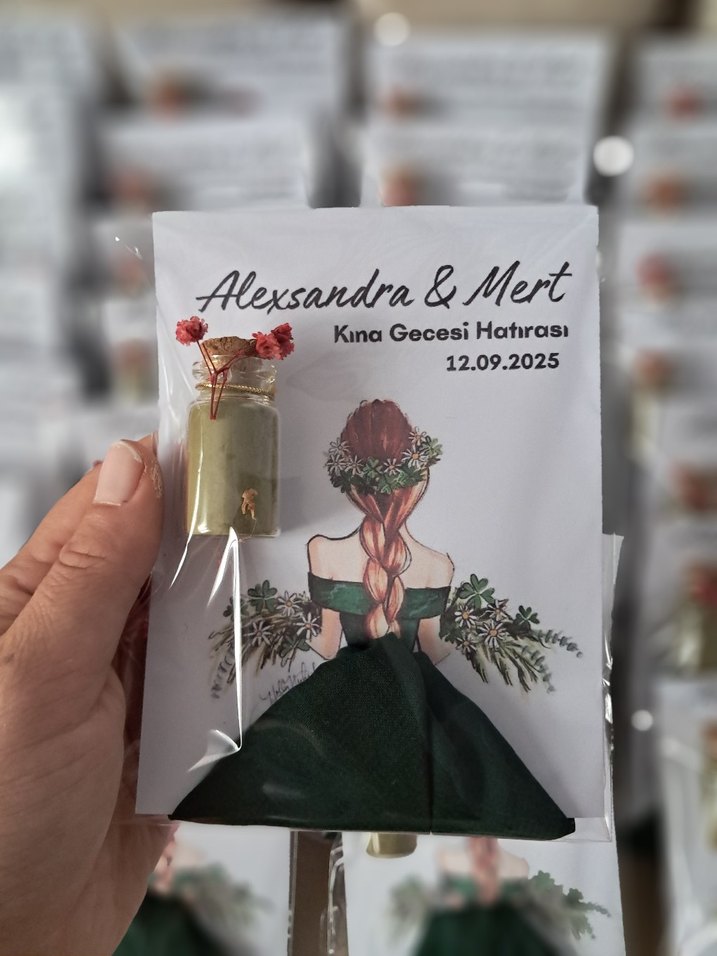 Alexsandra & Mert
Kına Gecesi Hatırası
12.09.2025